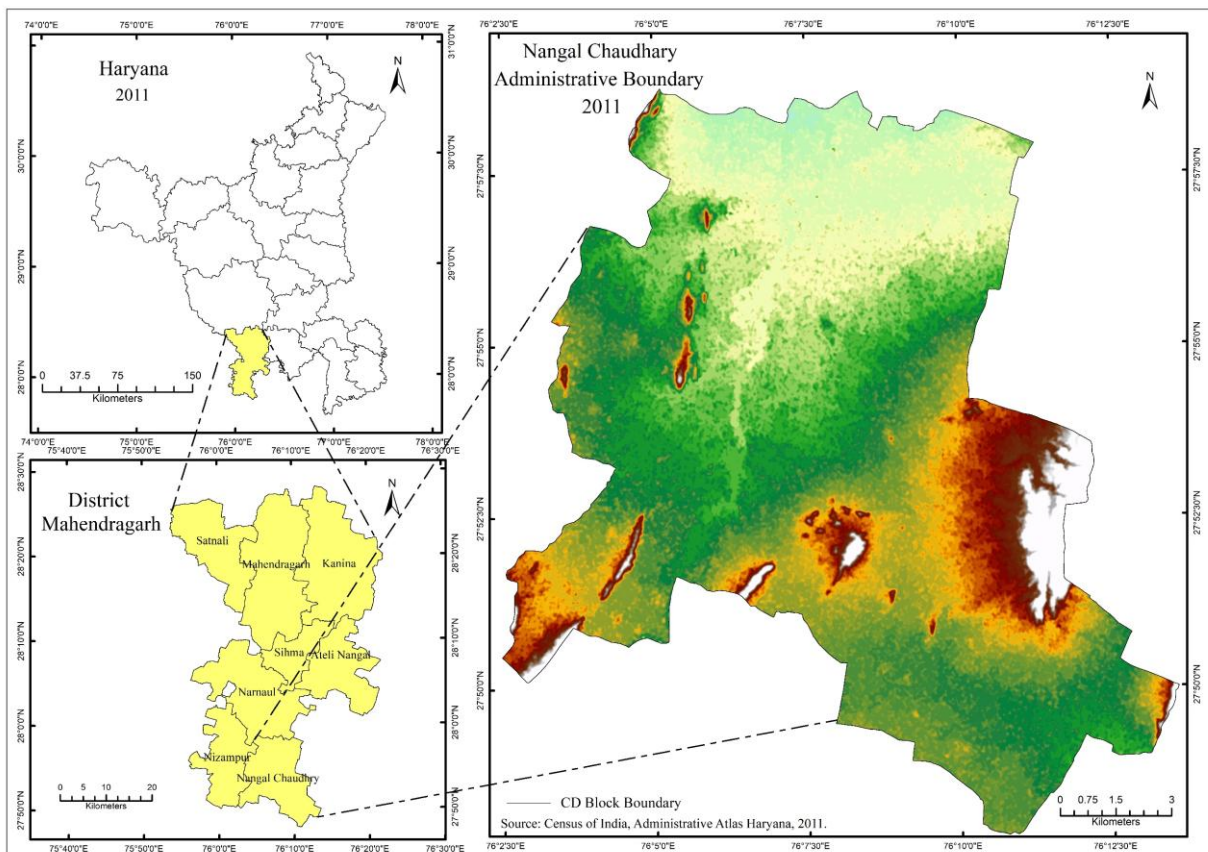 74°0'0"E 75°0'0"E 76°0'0"E 77°0'0"E
Haryana
2011
N
31°0'0"N
30°0'0"N
29°0'0"N
28°0'0"N
31°0'0"N
30°0'0"N
29°0'0"N
28°0'0"N
0 37.5 75 150
Kilometers
74°0'0"E 75°0'0"E 76°0'0"E 77°0'0"E 78°0'0"E
75°40'0"E 75°50'0"E 76°0'0"E 76°10'0"E 76°20'0"E
District
Mahendragarh
N
28°30'0"N
28°20'0"N
28°10'0"N
28°0'0"N
27°50'0"N
28°30'0"N
28°20'0"N
28°10'0"N
28°0'0"N
27°50'0"N
Satnali
Mahendragarh
Kanina
Sihma
Ateli Nangal
Narnaul
Nizampur
Nangal Chaudhry
0 5 10 20
Kilometers
75°40'0"E 75°50'0"E 76°0'0"E 76°10'0"E 76°20'0"E
76°2'30"E 76°5'0"E 76°7'30"E 76°10'0"E 76°12'30"E
Nangal Chaudhary
Administrative Boundary
2011
N
27°57'30"N
27°55'0"N
27°52'30"N
27°50'0"N
27°57'30"N
27°55'0"N
27°52'30"N
27°50'0"N
CD Block Boundary
Source: Census of India, Administrative Atlas Haryana, 2011.
0 0.75 1.5 3
Kilometers
76°2'30"E 76°5'0"E 76°7'30"E 76°10'0"E 76°12'30"E